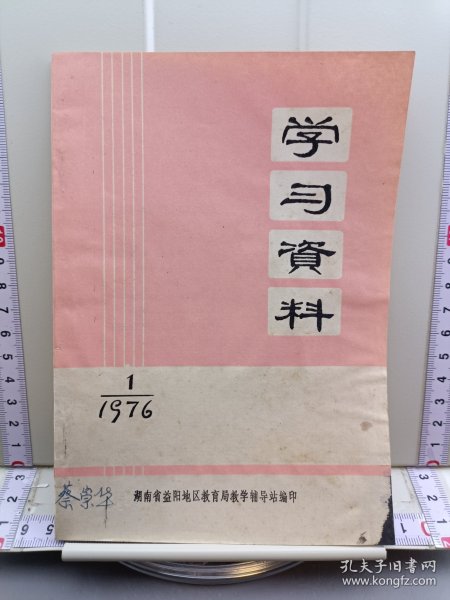 学
习
資
料
1
1976
蔡崇华
湖南省益阳地区教育局教学辅导站编印
孔夫子旧书网
www.kongfz.com